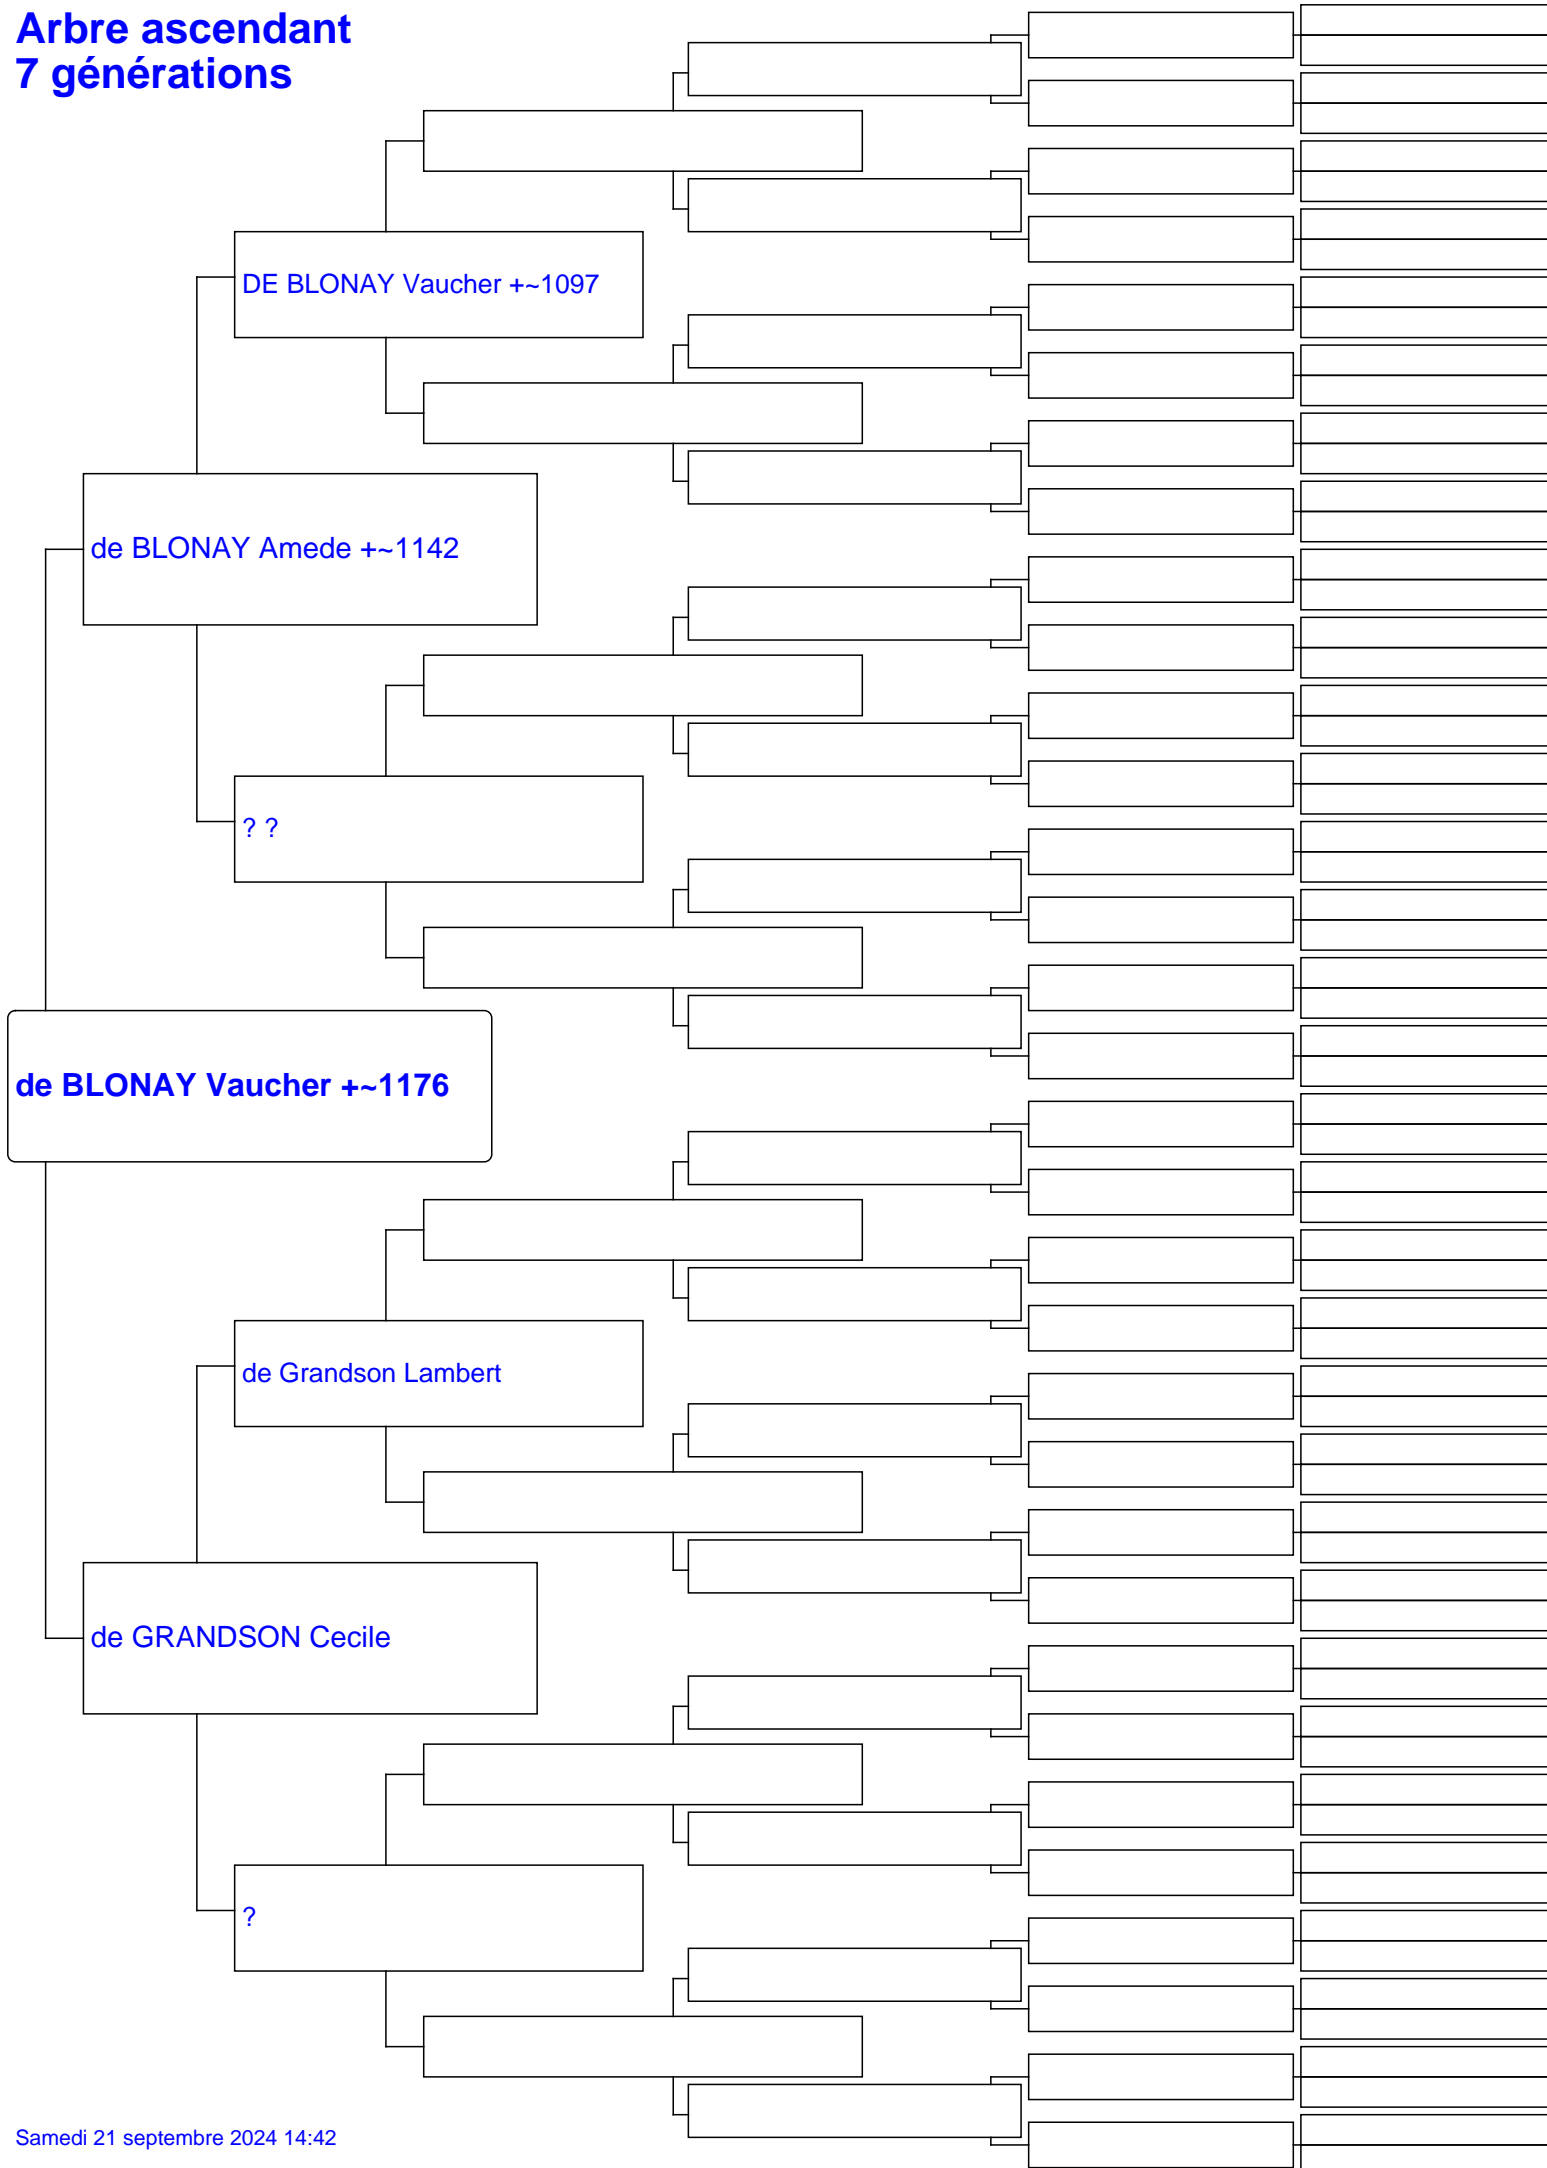 Arbre ascendant
7 générations
DE BLONAY Vaucher +~1097
de BLONAY Amede +~1142
? ?
de BLONAY Vaucher +~1176
de Grandson Lambert
de GRANDSON Cecile
?
Samedi 21 septembre 2024 14:42